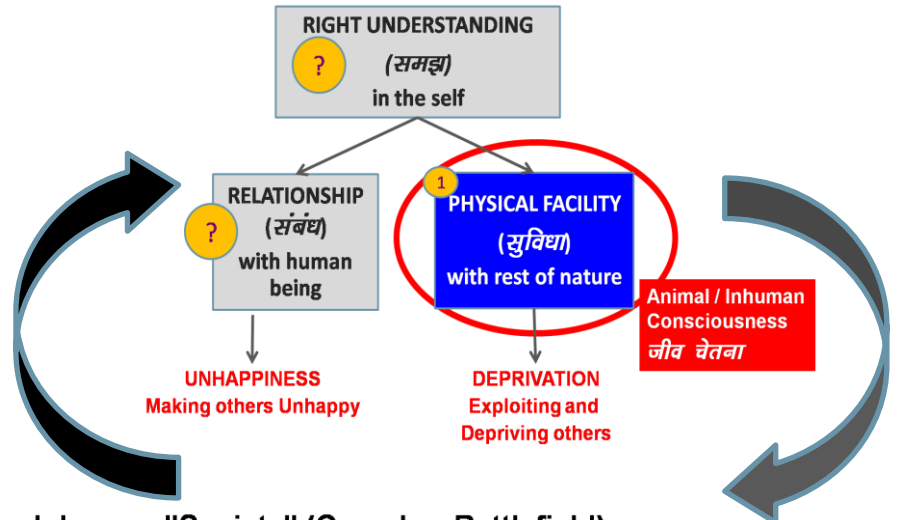 RIGHT UNDERSTANDING
?
(समझ)
in the self
RELATIONSHIP
(संबंध)
?
with human
being
1
PHYSICAL FACILITY
(सुविधा)
with rest of nature
Animal / Inhuman
Consciousness
जीव चेतना
UNHAPPINESS
Making others Unhappy
DEPRIVATION
Exploiting and
Depriving others